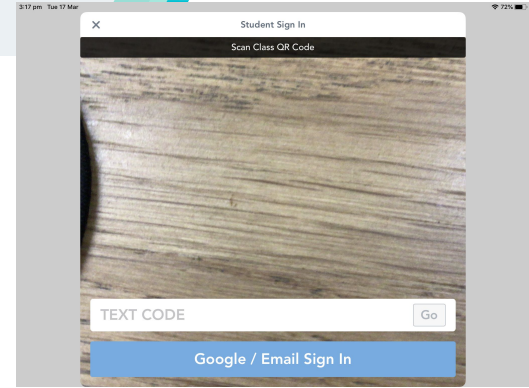 3:17 pm Tue 17 Mar
72%
Student Sign In
Scan Class QR Code
TEXT CODE
Go
Google / Email Sign In